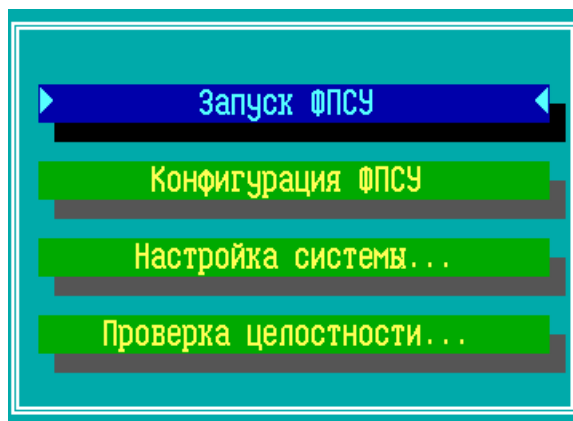 Запуск ФПСУ
Конфигурация ФПСУ
Настройка системы...
Проверка целостности...